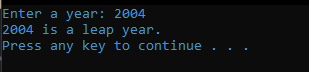 Enter a year: 2004
2004 is a leap year.
Press any key to continue . . .